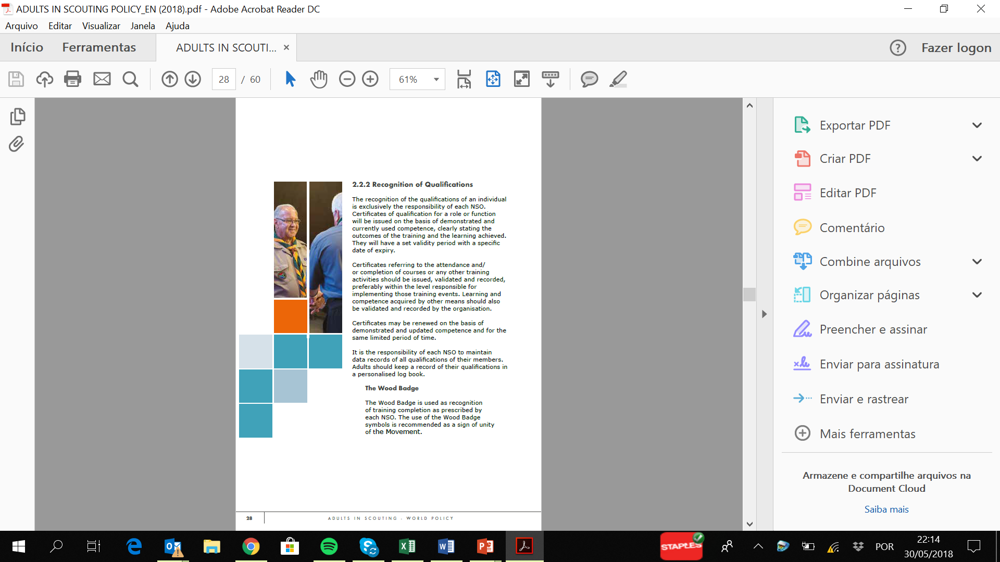 ADULTS IN SCOUTING POLICY_EN (2018).pdf - Adobe Acrobat Reader DC
Arquivo Editar Visualizar Janela Ajuda
Início Ferramentas ADULTS IN SCOUTI... × ? Fazer logon
28 / 60 61%
2.2.2 Recognition of Qualifications
The recognition of the qualifications of an individual
is exclusively the responsibility of each NSO.
Certificates of qualification for a role or function
will be issued on the basis of demonstrated and
currently used competence, clearly stating the
outcomes of the training and the learning achieved.
They will have a set validity period with a specific
date of expiry.
Certificates referring to the attendance and/
or completion of courses or any other training
activities should be issued, validated and recorded,
preferably within the level responsible for
implementing those training events. Learning and
competence acquired by other means should also
be validated and recorded by the organisation.
Certificates may be renewed on the basis of
demonstrated and updated competence and for the
same limited period of time.
It is the responsibility of each NSO to maintain
data records of all qualifications of their members.
Adults should keep a record of their qualifications in
a personalised log book.
The Wood Badge
The Wood Badge is used as recognition
of training completion as prescribed by
each NSO. The use of the Wood Badge
symbols is recommended as a sign of unity
of the Movement.
28 ADULTS IN SCOUTING - WORLD POLICY
Exportar PDF
Criar PDF
Editar PDF
Comentário
Combine arquivos
Organizar páginas
Preencher e assinar
Enviar para assinatura
Enviar e rastrear
Mais ferramentas
Armazene e compartilhe arquivos na
Document Cloud
Saiba mais
STAPLES
POR
22:14
30/05/2018